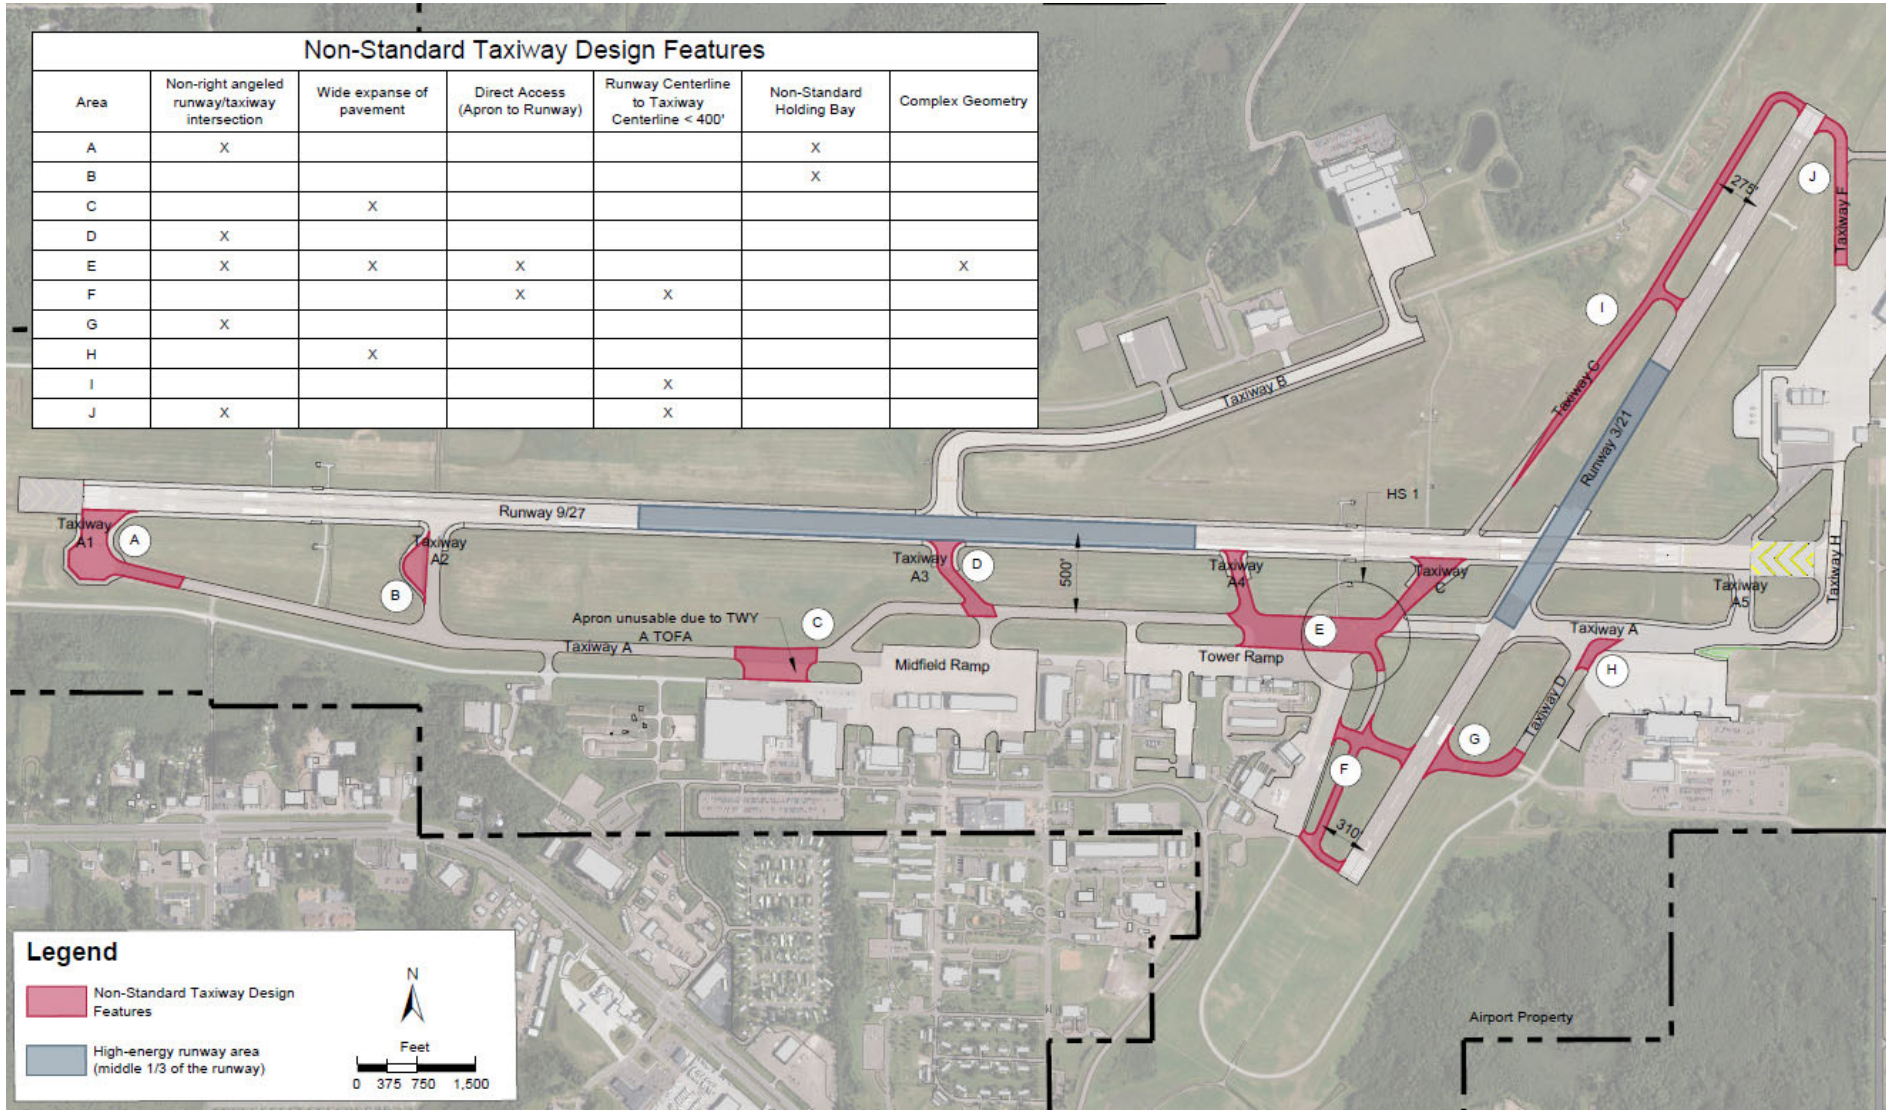 Non-Standard Taxiway Design Features
Area
Non-right angeled
runway/taxiway
intersection
Wide expanse of
pavement
Direct Access
(Apron to Runway)
Runway Centerline
to Taxiway
Centerline < 400'
Non-Standard
Holding Bay
Complex Geometry
A X X
B X
C X
D X
E X X X X
F X X
G X
H X
I X
J X X
J
275'
Taxiway F
I
Taxiway C
Taxiway B
Runway 3/21
HS 1
Runway 9/27
Taxiway
A1
A
Taxiway
A2
B
Taxiway
A3
D
500'
Taxiway
A4
Taxiway
C
Taxiway
A5
Taxiway H
Apron unusable due to TWY
A TOFA
C
E
Taxiway A
Taxiway A
Midfield Ramp
Tower Ramp
H
Taxiway D
G
F
310'
Legend
Non-Standard Taxiway Design
Features
High-energy runway area
(middle 1/3 of the runway)
N
Feet
0 375 750 1,500
Airport Property